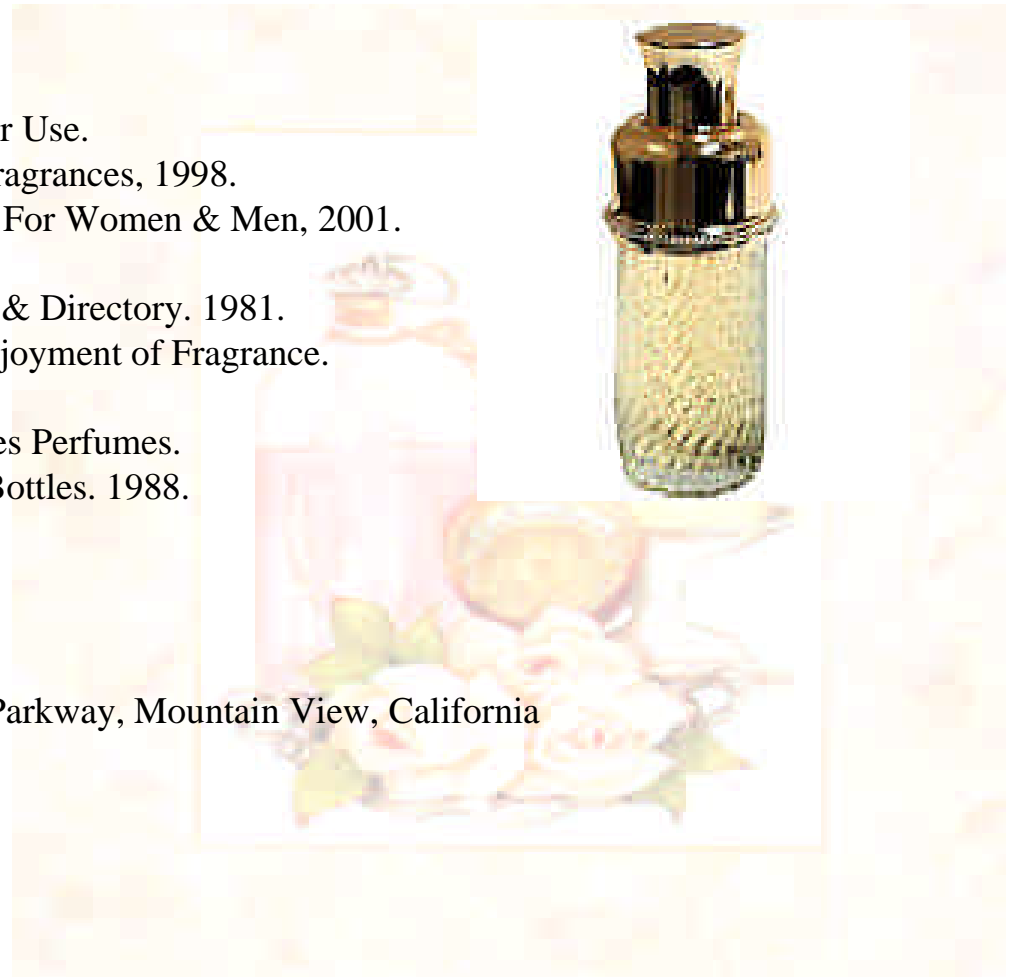 r Use.
ragrances, 1998.
For Women & Men, 2001.
& Directory. 1981.
joyment of Fragrance.
es Perfumes.
Bottles. 1988.
Parkway, Mountain View, California